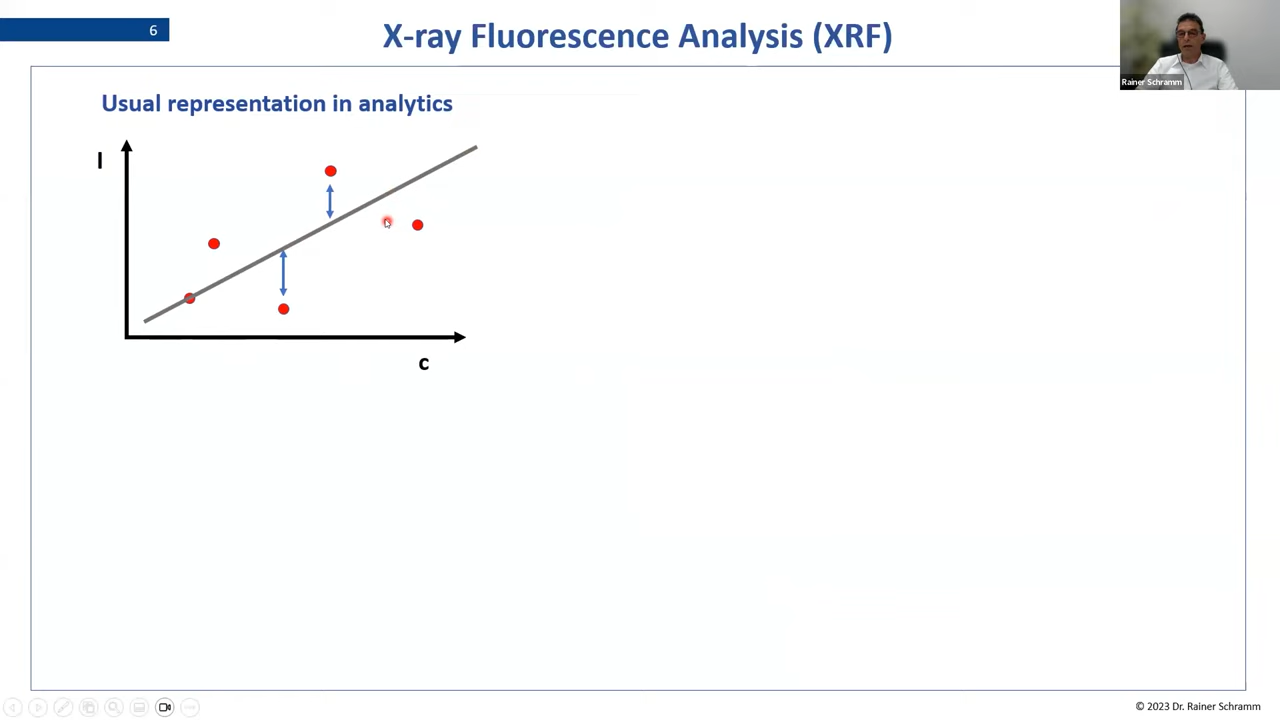 6
X-ray Fluorescence Analysis (XRF)
Rainer Schramm
Usual representation in analytics
I
c
© 2023 Dr. Rainer Schramm